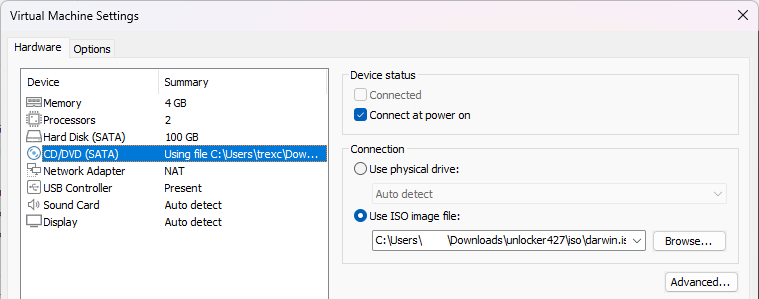 Virtual Machine Settings
Hardware Options
Device Summary
Memory 4 GB
Processors 2
Hard Disk (SATA) 100 GB
CD/DVD (SATA) Using file C:\Users\trexc\Dow...
Network Adapter NAT
USB Controller Present
Sound Card Auto detect
Display Auto detect
Device status
Connected
Connect at power on
Connection
Use physical drive:
Auto detect
Use ISO image file:
C:\Users\ \Downloads\unlocker427\iso\darwin.is
Browse...
Advanced...